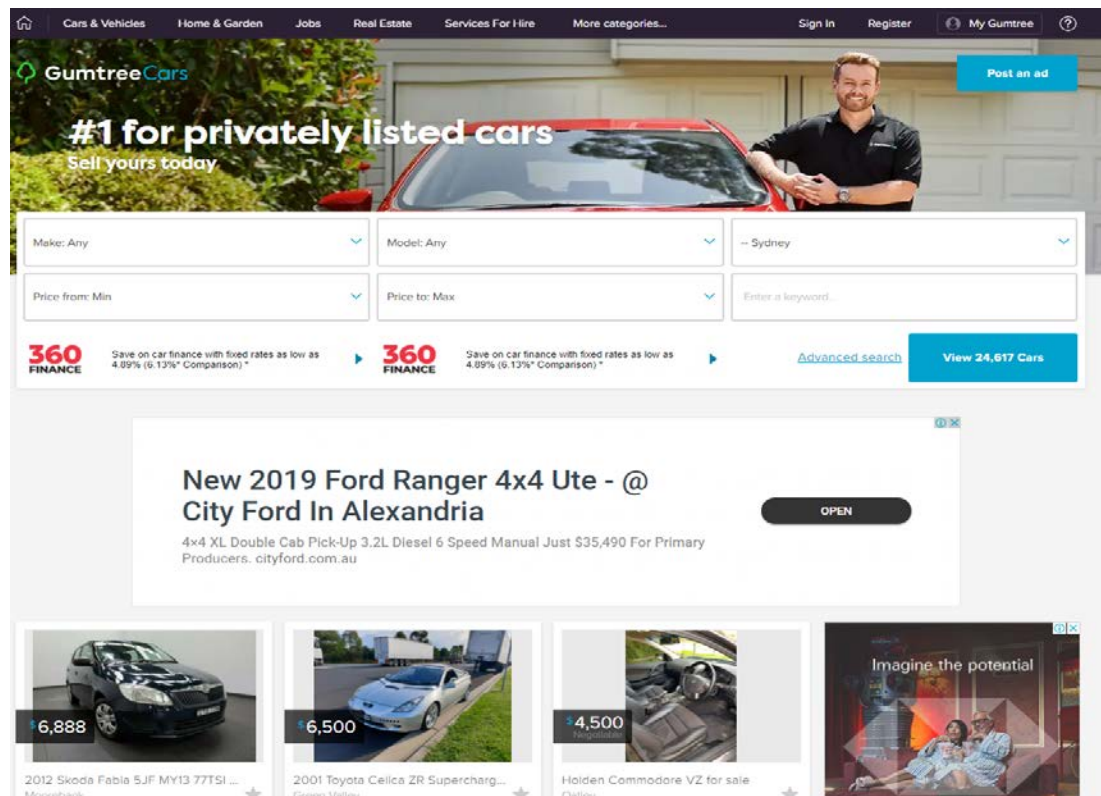 Cars & Vehicles Home & Garden Jobs Real Estate Services For Hire More categories... Sign In Register My Gumtree ?
GumtreeCars
Post an ad
#1 for privately listed cars
Sell yours today
Make: Any
Model: Any
-- Sydney
Price from: Min
Price to: Max
Enter a keyword...
360
FINANCE
Save on car finance with fixed rates as low as
4.89% (6.13%* Comparison) *
360
FINANCE
Save on car finance with fixed rates as low as
4.89% (6.13%* Comparison) *
Advanced search
View 24,617 Cars
New 2019 Ford Ranger 4x4 Ute - @
City Ford In Alexandria
4×4 XL Double Cab Pick-Up 3.2L Diesel 6 Speed Manual Just $35,490 For Primary
Producers. cityford.com.au
OPEN
$6,888
2012 Skoda Fabia 5JF MY13 77TSI ...
Moorebank
$6,500
2001 Toyota Celica ZR Supercharg...
Green Valley
$4,500
Negotiable
Holden Commodore VZ for sale
Oatley
Imagine the potential